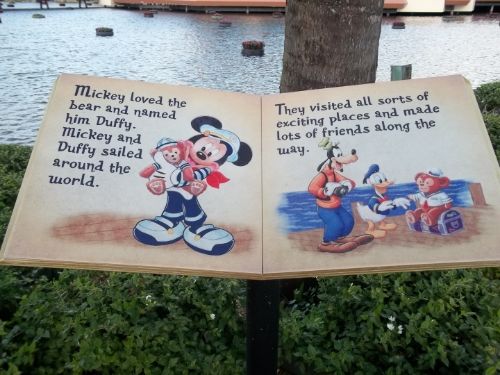 Mickey loved the
bear and named
him Duffy.
Mickey and
Duffy sailed
around the
world.
They visited all sorts of
exciting places and made
lots of friends along the
way.